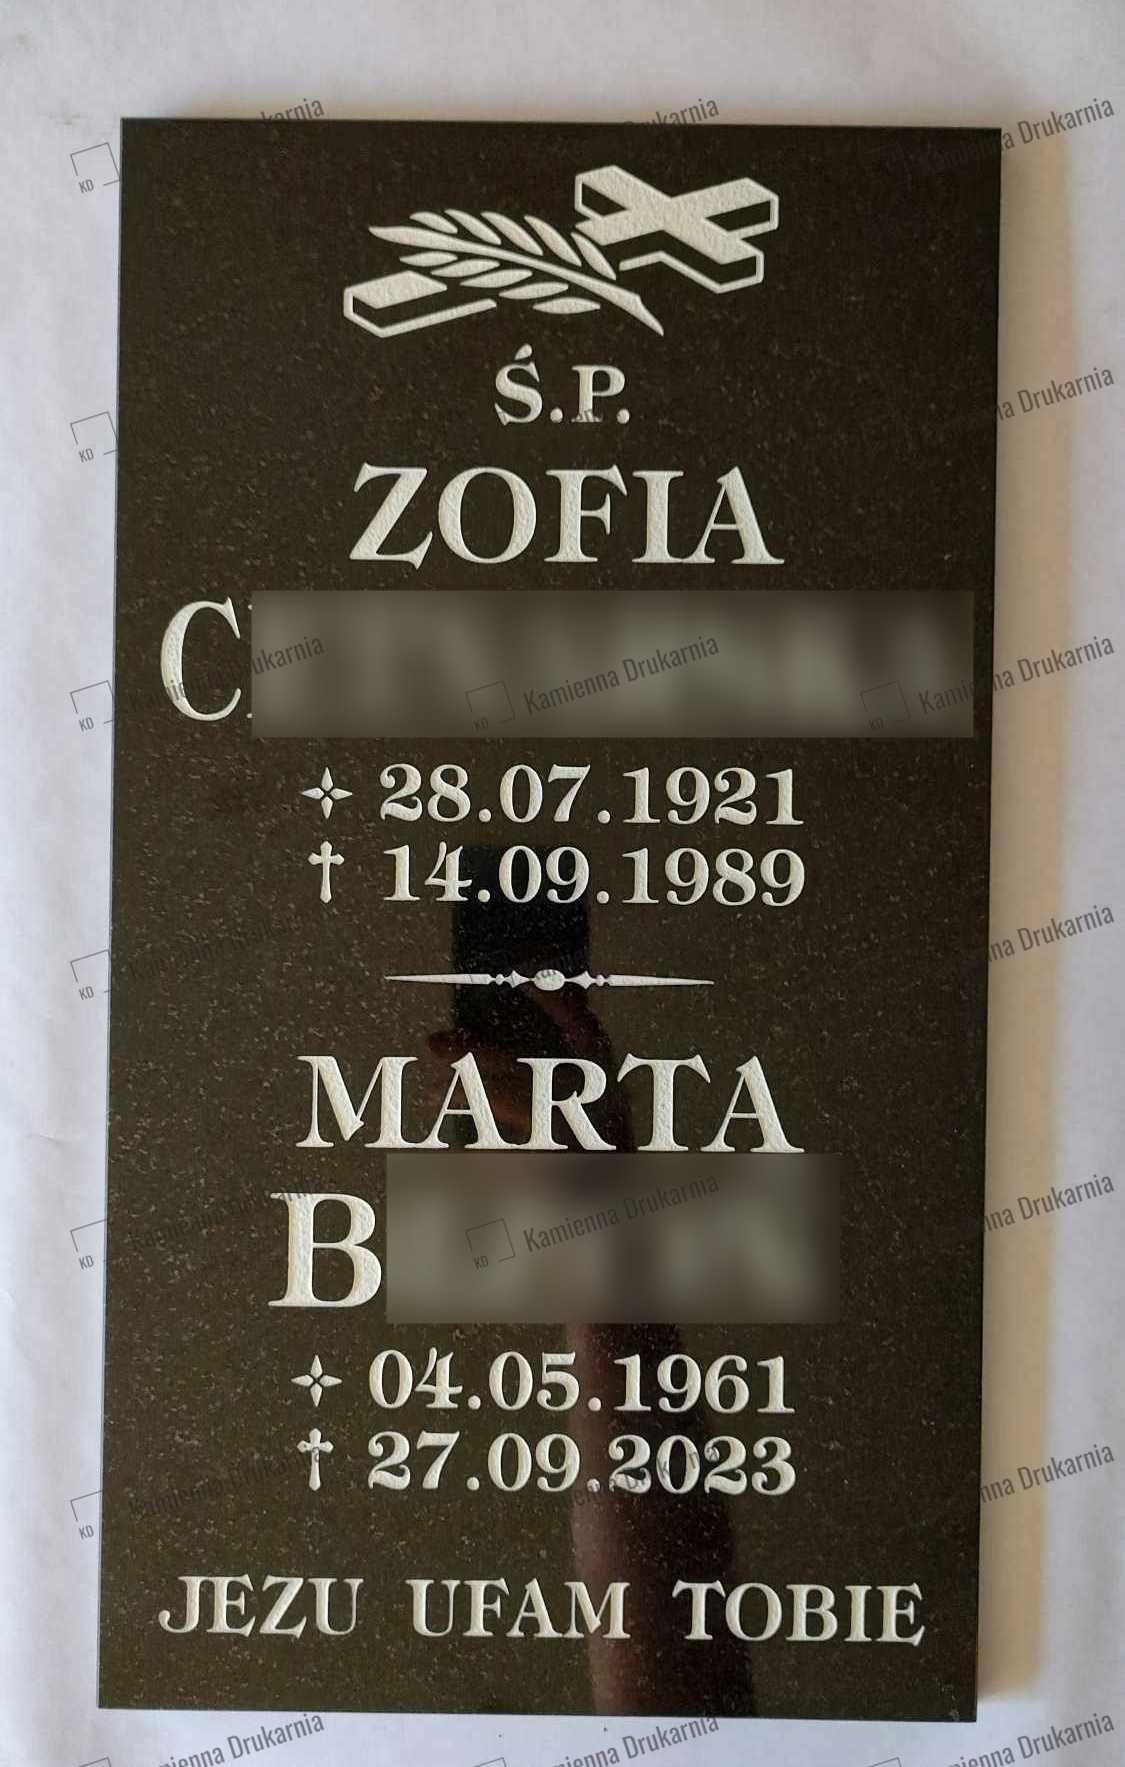 Ś.P.
ZOFIA
28.07.1921
14.09.1989
MARTA
04.05.1961
27.09.2023
JEZU UFAM TOBIE
Kamienna Drukarnia
KD